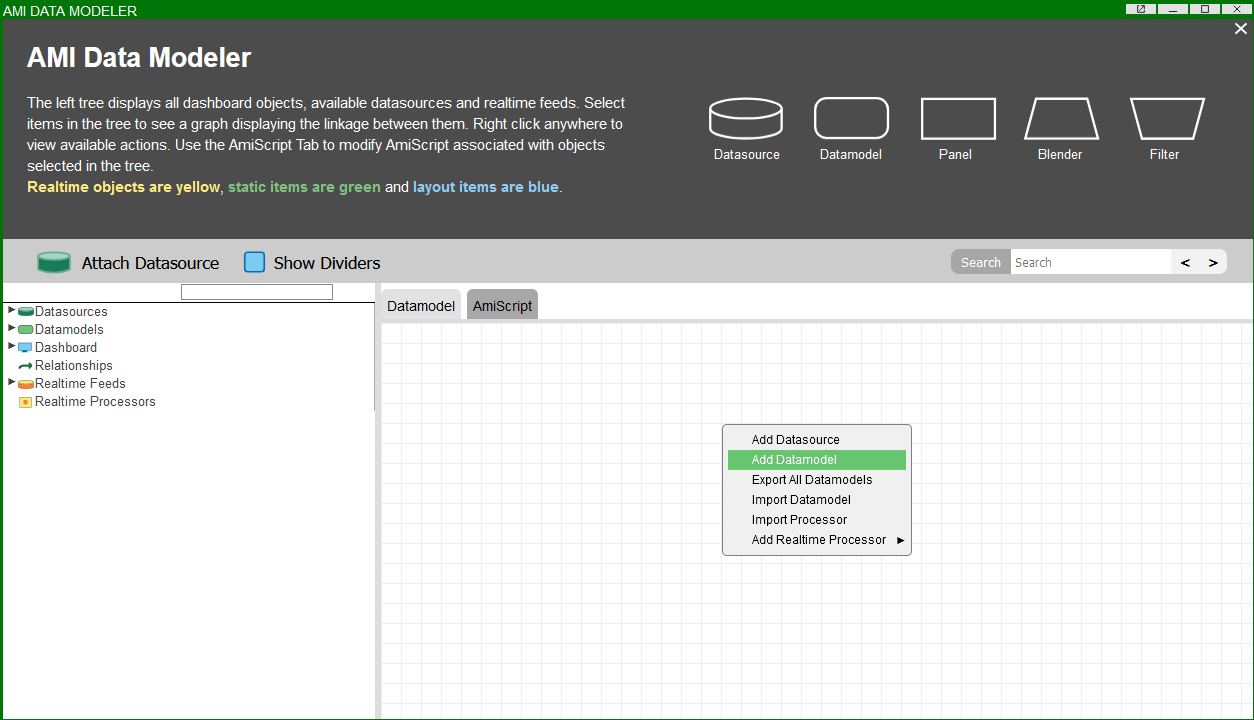 AMI DATA MODELER
AMI Data Modeler
The left tree displays all dashboard objects, available datasources and realtime feeds. Select
items in the tree to see a graph displaying the linkage between them. Right click anywhere to
view available actions. Use the AmiScript Tab to modify AmiScript associated with objects
selected in the tree.
Realtime objects are yellow, static items are green and layout items are blue.
Datasource Datamodel Panel Blender Filter
Attach Datasource Show Dividers Search Search < >
Datamodel AmiScript
Datasources
Datamodels
Dashboard
Relationships
Realtime Feeds
Realtime Processors
Add Datasource
Add Datamodel
Export All Datamodels
Import Datamodel
Import Processor
Add Realtime Processor